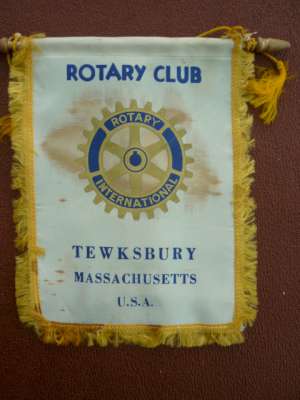 ROTARY CLUB
ROTARY
INTERNATIONAL
TEWKSBURY
MASSACHUSETTS
U.S.A.